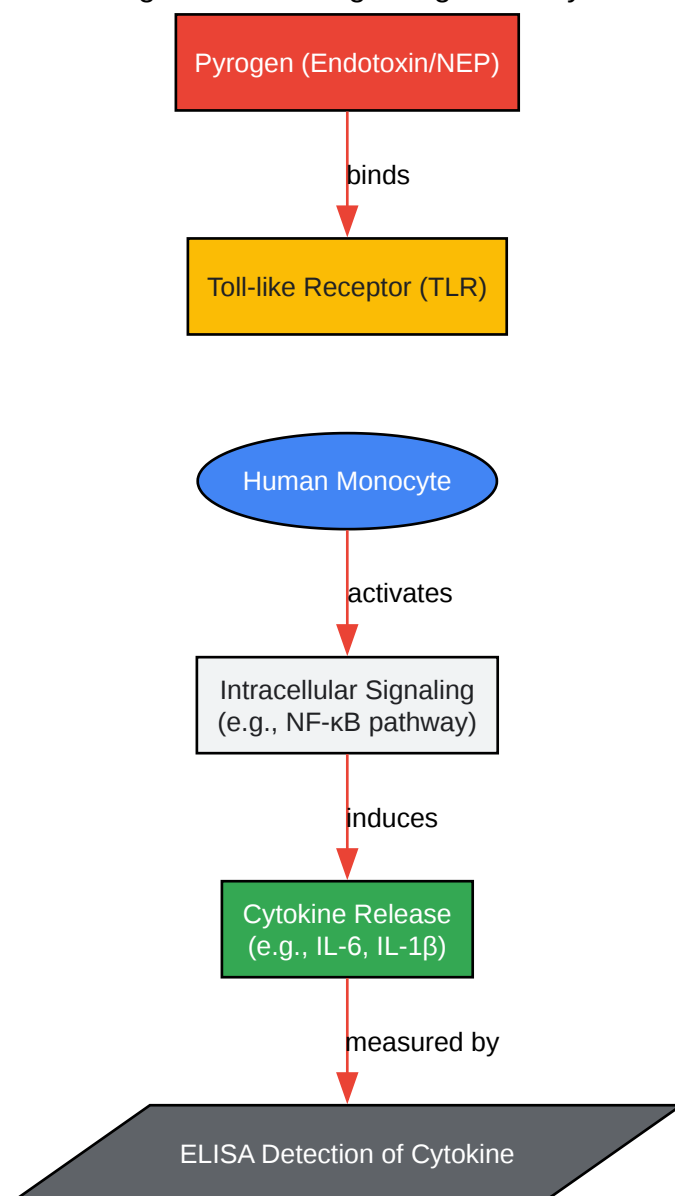 Pyrogen (Endotoxin/NEP)
binds
Toll-like Receptor (TLR)
Human Monocyte
activates
Intracellular Signaling
(e.g., NF-κB pathway)
induces
Cytokine Release
(e.g., IL-6, IL-1β)
measured by
ELISA Detection of Cytokine